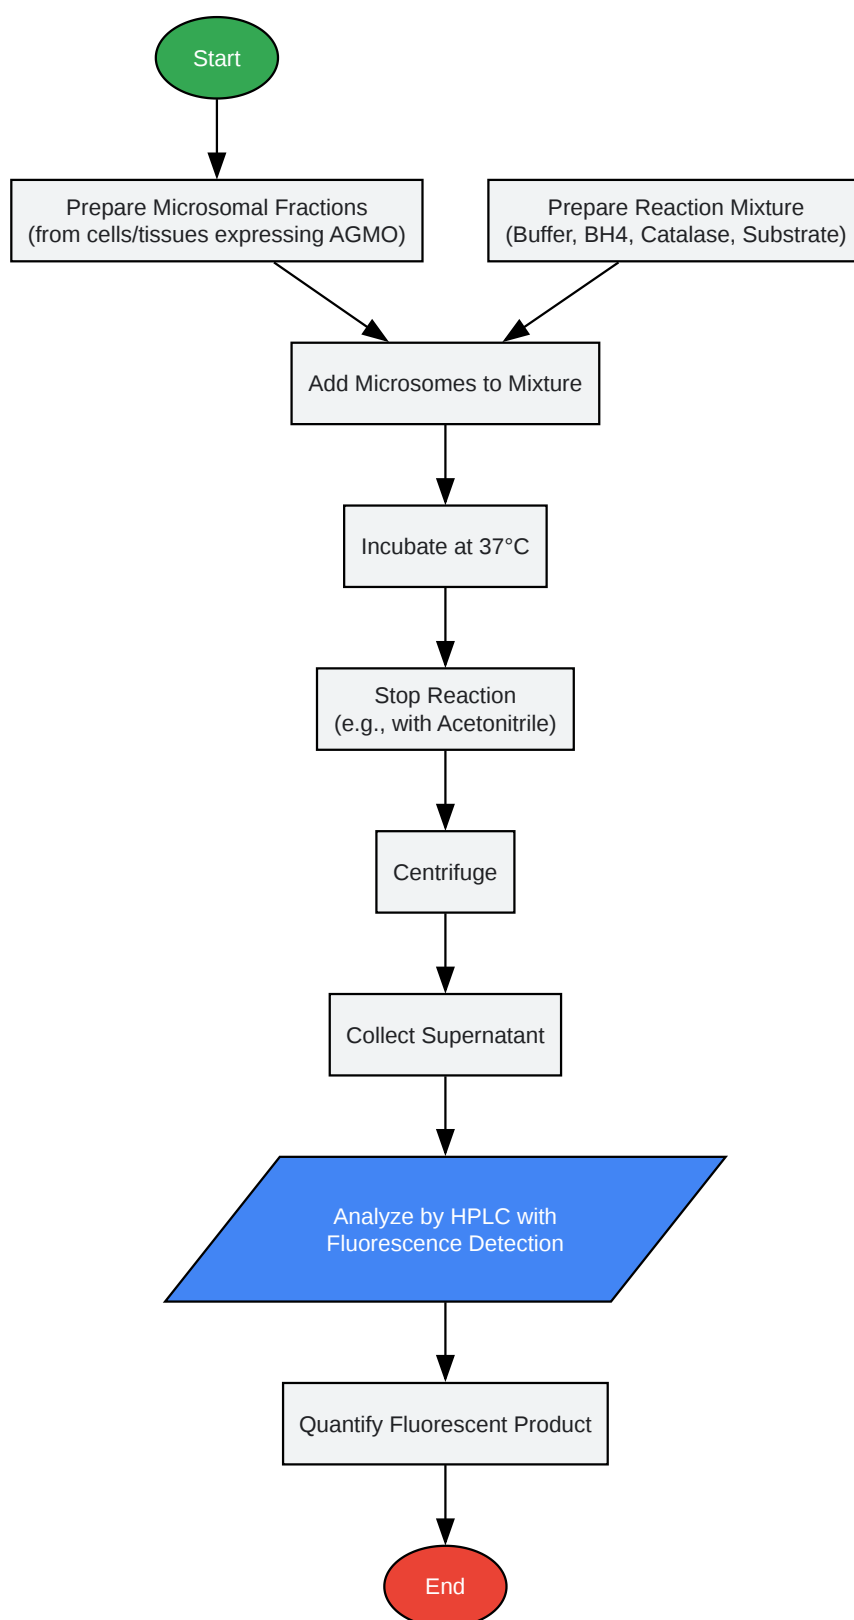 Start
Prepare Microsomal Fractions
(from cells/tissues expressing AGMO)
Prepare Reaction Mixture
(Buffer, BH4, Catalase, Substrate)
Add Microsomes to Mixture
Incubate at 37°C
Stop Reaction
(e.g., with Acetonitrile)
Centrifuge
Collect Supernatant
Analyze by HPLC with
Fluorescence Detection
Quantify Fluorescent Product
End